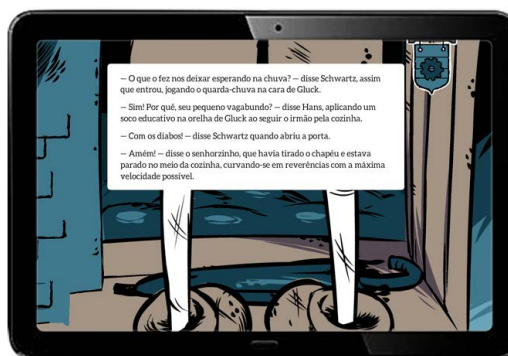 — O que o fez nos deixar esperando na chuva? — disse Schwartz, assim
que entrou, jogando o guarda-chuva na cara de Gluck.
— Sim! Por quê, seu pequeno vagabundo? — disse Hans, aplicando um
soco educativo na orelha de Gluck ao seguir o irmão pela cozinha.
— Com os diabos! — disse Schwartz quando abriu a porta.
— Amém! — disse o senhorzinho, que havia tirado o chapéu e estava
parado no meio da cozinha, curvando-se em reverências com a máxima
velocidade possível.